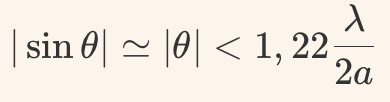 |sin θ| ≃ |θ| < 1,22 λ/2a